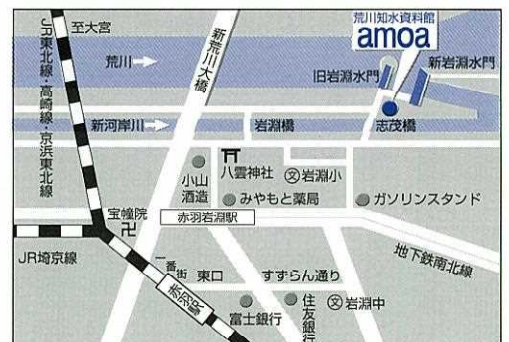 荒川知水資料館
amoa
至大宮
荒川→
新荒川大橋
旧岩淵水門
新岩淵水門
JR東北線・高崎線・京浜東北線
新河岸川→
岩淵橋
志茂橋
小山
酒造
八雲神社
文岩淵小
みやもと薬局
ガソリンスタンド
宝幢院
赤羽岩淵駅
JR埼京線
地下鉄南北線
一番街
東口
すずらん通り
赤羽駅
富士銀行
住友銀行
文岩淵中